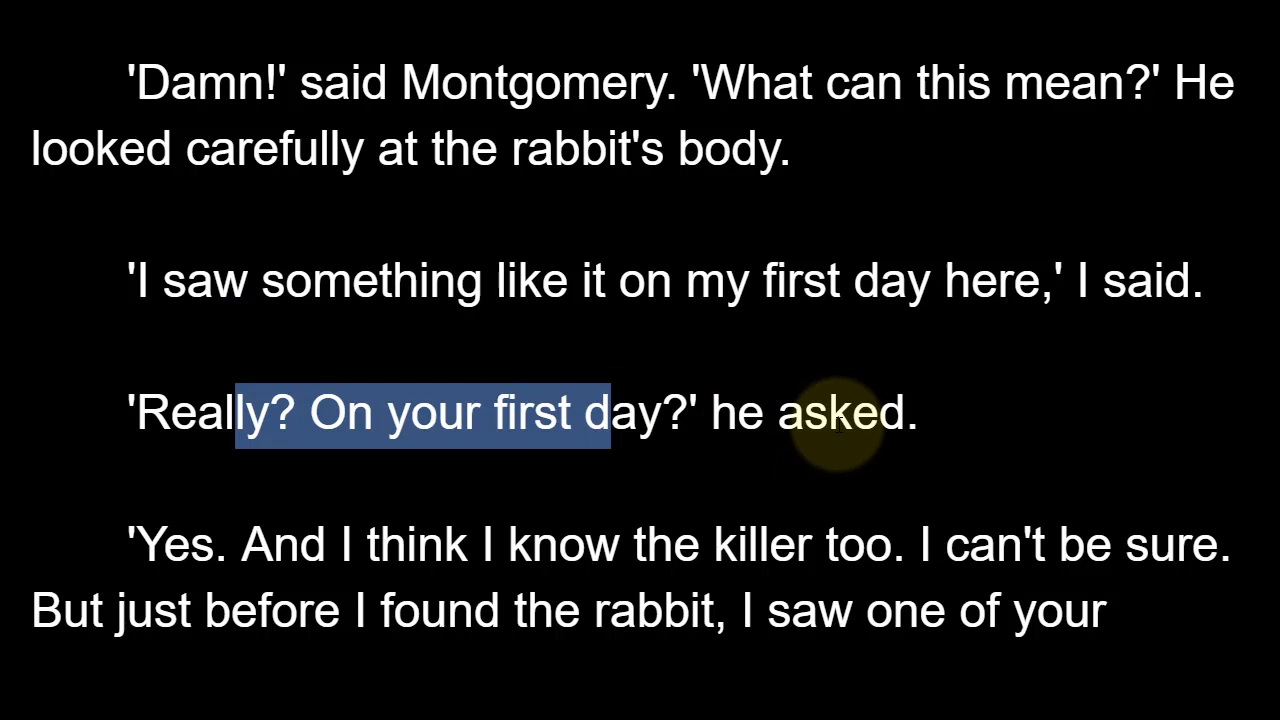 'Damn!' said Montgomery. 'What can this mean?' He
looked carefully at the rabbit's body.
'I saw something like it on my first day here,' I said.
'Really? On your first day?' he asked.
'Yes. And I think I know the killer too. I can't be sure.
But just before I found the rabbit, I saw one of your